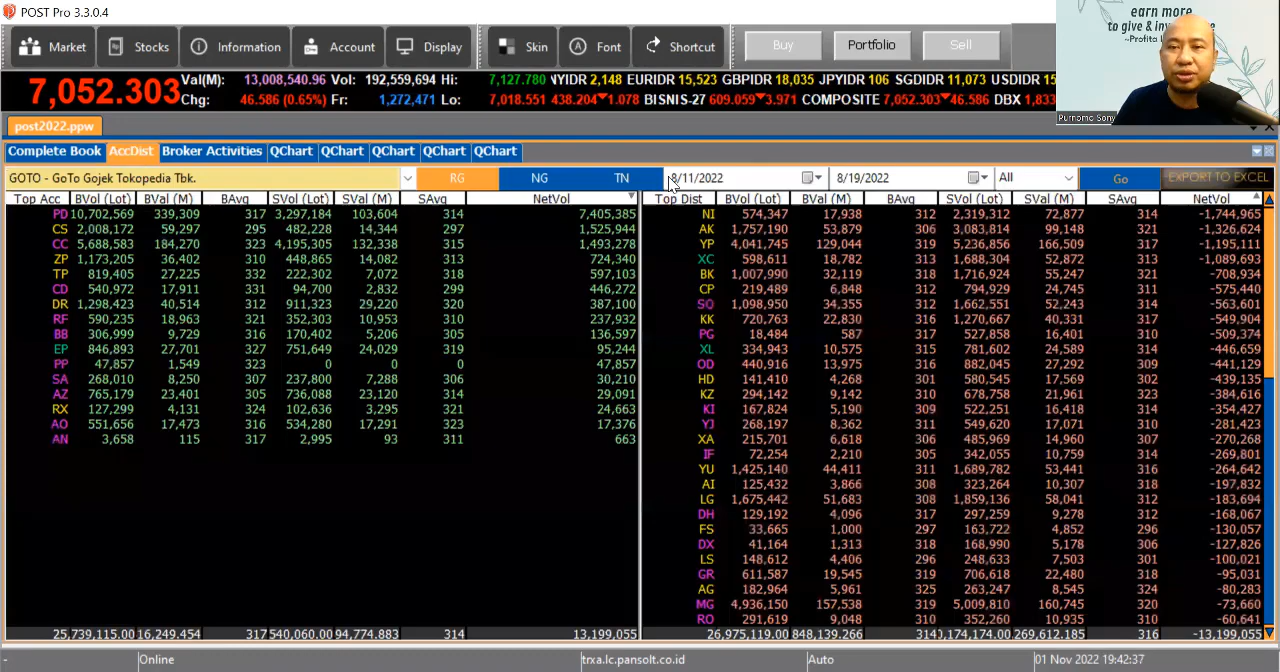 POST Pro 3.3.0.4
Market Stocks Information Account Display Skin Font Shortcut Buy Portfolio Sell
earn more
to give &
~Profita
7,052.303 Val(M): 13,008,540.96 Vol: 192,559,694 Hi: 7,127.780 NYIDR 2,148 EURIDR 15,523 GBPIDR 18,035 JPYIDR 106 SGDIDR 11,073 USDIDR 15
Chg: 46.586 (0.65%) Fr: 1,272,471 Lo: 7,018.551 438.204▼1.078 BISNIS-27 609.059▼3.971 COMPOSITE 7,052.303▼46.586 DBX 1,833
Purnomo Sony
post2022.ppw
Complete Book AccDist Broker Activities QChart QChart QChart QChart QChart
GOTO - GoTo Gojek Tokopedia Tbk. RG NG TN 8/11/2022 8/19/2022 All Go EXPORT TO EXCEL
Top Acc BVol (Lot) BVal (M) BAvg SVol (Lot) SVal (M) SAvg NetVol Top Dist BVol (Lot) BVal (M) BAvg SVol (Lot) SVal (M) SAvg NetVol
PD 10,702,569 339,309 317 3,297,184 103,604 314 7,405,385 NI 574,347 17,938 312 2,319,312 72,877 314 -1,744,965
CS 2,008,172 59,297 295 482,228 14,344 297 1,525,944 AK 1,757,190 53,879 306 3,083,814 99,148 321 -1,326,624
CC 5,688,583 184,270 323 4,195,305 132,338 315 1,493,278 YP 4,041,745 129,044 319 5,236,856 166,509 317 -1,195,111
ZP 1,173,205 36,402 310 448,865 14,082 313 724,340 XC 598,611 18,782 313 1,688,304 52,872 313 -1,089,693
TP 819,405 27,225 332 222,302 7,072 318 597,103 BK 1,007,990 32,119 318 1,716,924 55,247 321 -708,934
CD 540,972 17,911 331 94,700 2,832 299 446,272 CP 219,489 6,848 312 794,929 24,745 311 -575,440
DR 1,298,423 40,514 312 911,323 29,220 320 387,100 SQ 1,098,950 34,355 312 1,662,551 52,243 314 -563,601
RF 590,235 18,963 321 352,303 10,953 310 237,932 KK 720,763 22,830 316 1,270,667 40,331 317 -549,904
BB 306,999 9,729 316 170,402 5,206 305 136,597 PG 18,484 587 317 527,858 16,401 310 -509,374
EP 846,893 27,701 327 751,649 24,029 319 95,244 XL 334,943 10,575 315 781,602 24,589 314 -446,659
PP 47,857 1,549 323 0 0 0 47,857 OD 440,916 13,975 316 882,045 27,292 309 -441,129
SA 268,010 8,250 307 237,800 7,288 306 30,210 HD 141,410 4,268 301 580,545 17,569 302 -439,135
AZ 765,179 23,401 305 736,088 23,120 314 29,091 KZ 294,142 9,142 310 678,758 21,961 323 -384,616
RX 127,299 4,131 324 102,636 3,295 321 24,663 KI 167,824 5,190 309 522,251 16,418 314 -354,427
AO 551,656 17,473 316 534,280 17,291 323 17,376 YJ 268,197 8,362 311 549,620 17,071 310 -281,423
AN 3,658 115 317 2,995 93 311 663 XA 215,701 6,618 306 485,969 14,960 307 -270,268
IF 72,254 2,210 305 342,055 10,759 314 -269,801
YU 1,425,140 44,411 311 1,689,782 53,441 316 -264,642
AI 125,432 3,866 308 323,264 10,307 318 -197,832
LG 1,675,442 51,683 308 1,859,136 58,041 312 -183,694
DH 129,192 4,096 317 297,259 9,278 312 -168,067
FS 33,665 1,000 297 163,722 4,852 296 -130,057
DX 41,164 1,313 318 168,990 5,178 306 -127,826
LS 148,612 4,406 296 248,633 7,503 301 -100,021
GR 611,587 19,545 319 706,618 22,480 318 -95,031
AG 182,964 5,961 325 263,247 8,545 324 -80,283
MG 4,936,150 157,538 319 5,009,810 160,745 320 -73,660
RO 291,619 9,048 310 352,260 10,935 310 -60,641
25,739,115.00 16,249.454 317 540,060.00 94,774.883 314 13,199,055 26,975,119.00 848,139.266 314 0,174,174.00 269,612.185 316 -13,199,055
- Online trxa.lc.pansolt.co.id Auto 01 Nov 2022 19:42:37